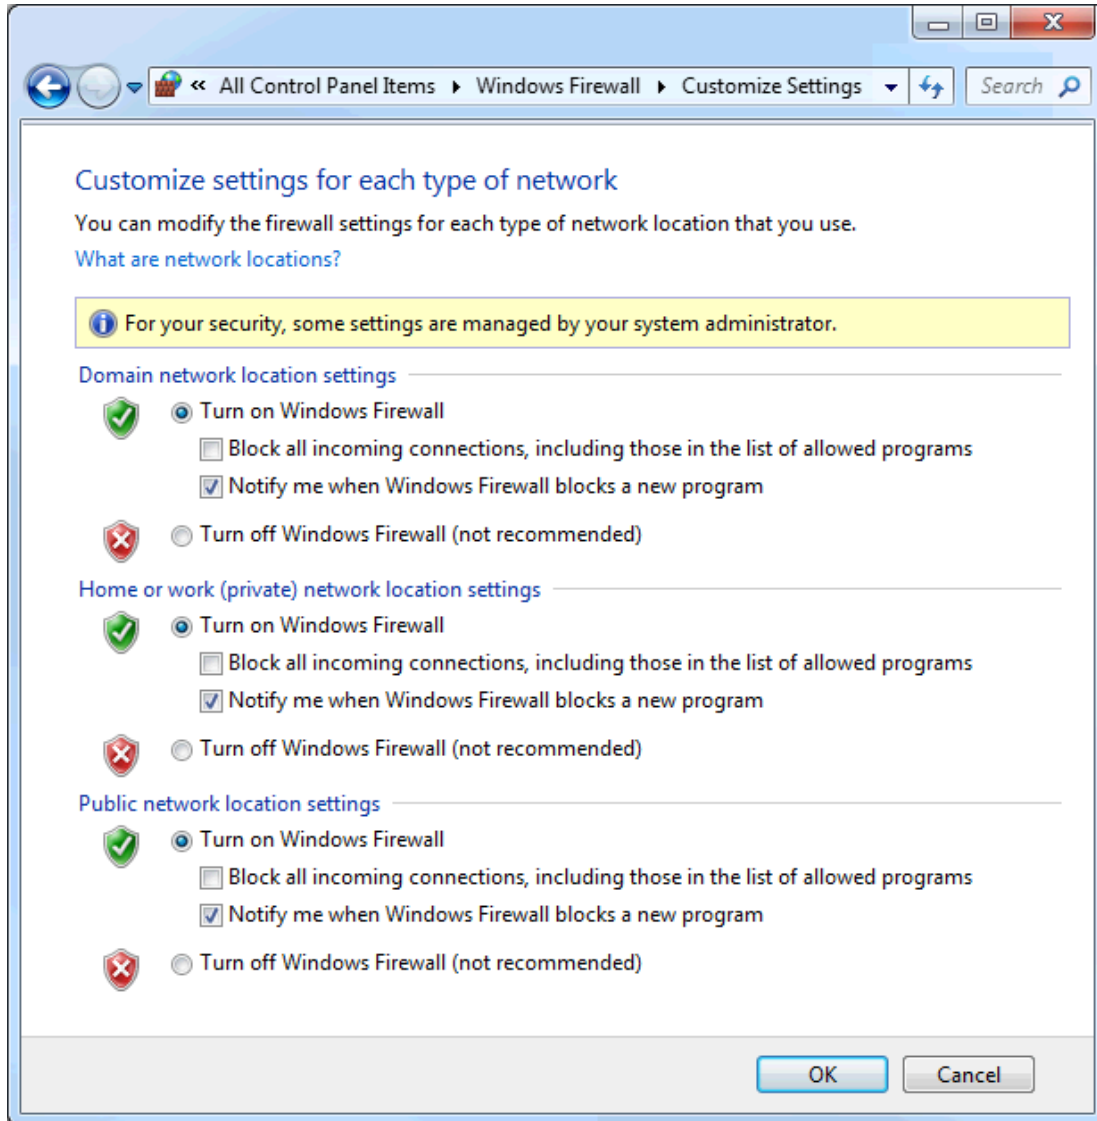 « All Control Panel Items Windows Firewall Customize Settings Search
Customize settings for each type of network
You can modify the firewall settings for each type of network location that you use.
What are network locations?
For your security, some settings are managed by your system administrator.
Domain network location settings
Turn on Windows Firewall
Block all incoming connections, including those in the list of allowed programs
Notify me when Windows Firewall blocks a new program
Turn off Windows Firewall (not recommended)
Home or work (private) network location settings
Turn on Windows Firewall
Block all incoming connections, including those in the list of allowed programs
Notify me when Windows Firewall blocks a new program
Turn off Windows Firewall (not recommended)
Public network location settings
Turn on Windows Firewall
Block all incoming connections, including those in the list of allowed programs
Notify me when Windows Firewall blocks a new program
Turn off Windows Firewall (not recommended)
OK Cancel